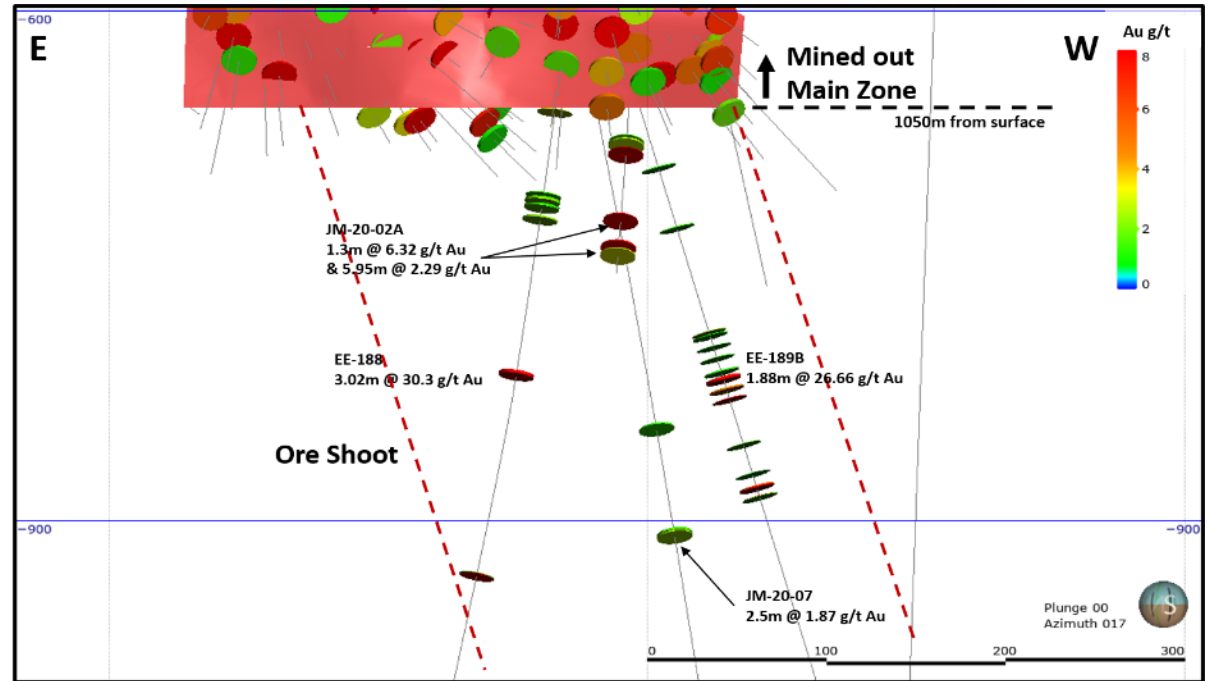 −600
E
W
Au g/t
8
6
4
2
0
Mined out
Main Zone
1050m from surface
JM-20-02A
1.3m @ 6.32 g/t Au
& 5.95m @ 2.29 g/t Au
EE-188
3.02m @ 30.3 g/t Au
EE-189B
1.88m @ 26.66 g/t Au
Ore Shoot
−900
−900
JM-20-07
2.5m @ 1.87 g/t Au
Plunge 00
Azimuth 017
S
0
100
200
300